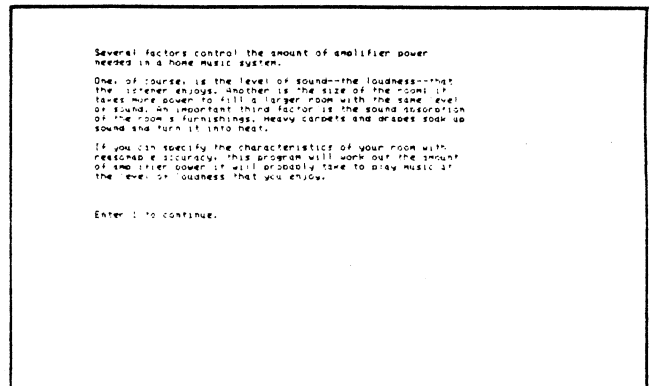 Several factors control the amount of amplifier power
needed in a home music system.
One, of course, is the level of sound--the loudness--that
the listener enjoys. Another is the size of the room; it
takes more power to fill a larger room with the same level
of sound. An important third factor is the sound absorption
of the room's furnishings. Heavy carpets and drapes soak up
sound and turn it into heat.
If you can specify the characteristics of your room with
reasonable accuracy, this program will work out the amount
of amplifier power it will probably take to play music at
the level of loudness that you enjoy.
Enter 1 to continue.